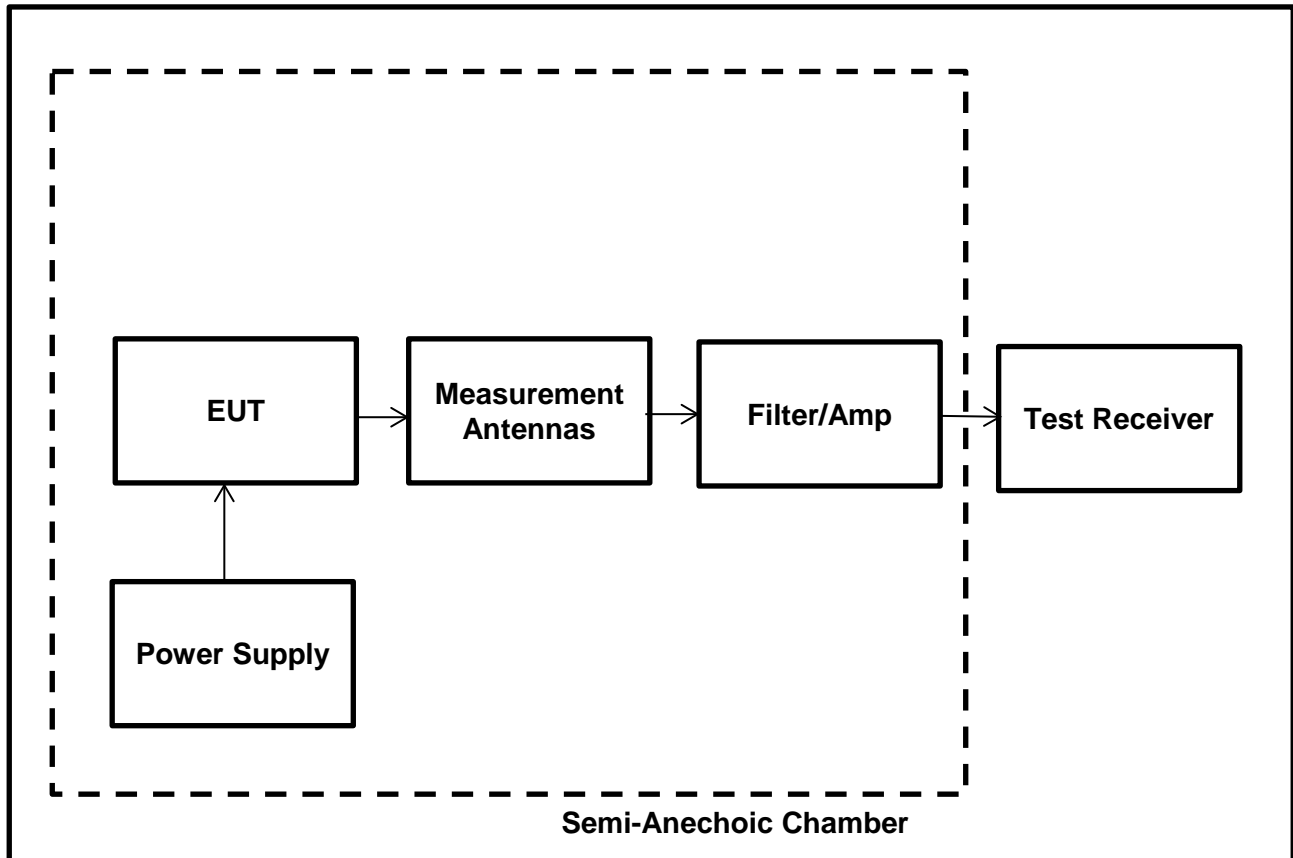 EUT
Measurement
Antennas
Filter/Amp
Test Receiver
Power Supply
Semi-Anechoic Chamber